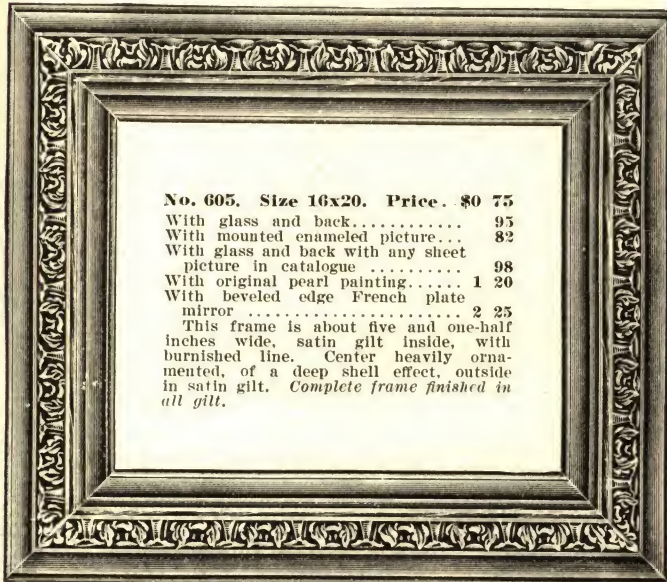 No. 605. Size 16x20. Price. $0 75
With glass and back............ 95
With mounted enameled picture... 82
With glass and back with any sheet
picture in catalogue .......... 98
With original pearl painting...... 1 20
With beveled edge French plate
mirror ...................... 2 25
This frame is about five and one-half
inches wide, satin gilt inside, with
burnished line. Center heavily orna-
mented, of a deep shell effect, outside
in satin gilt. Complete frame finished in
all gilt.